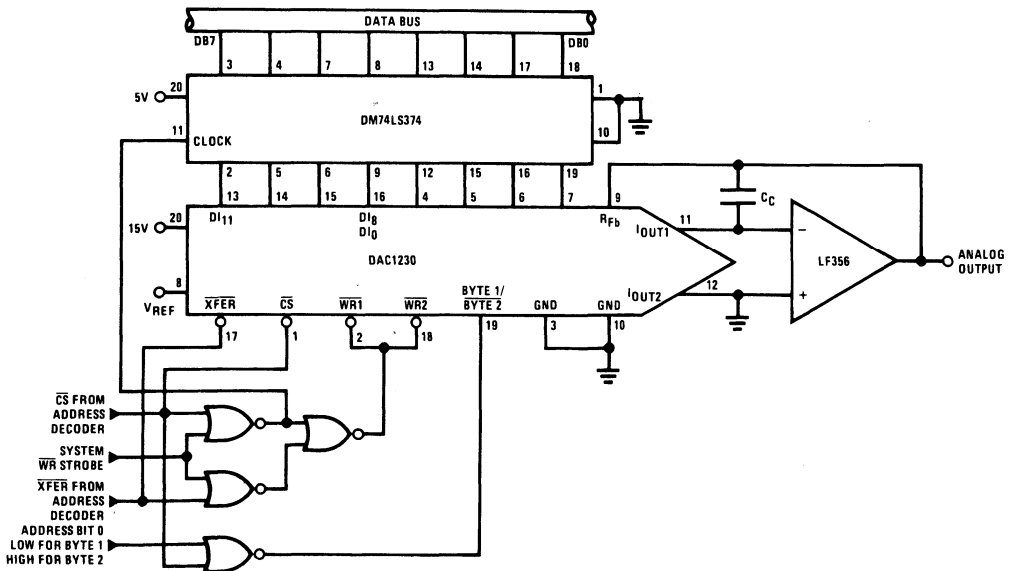 DATA BUS
DB7
DB0
3 4 7 8 13 14 17 18
20
5V
DM74LS374
1
10
11
CLOCK
2 5 6 9 12 15 16 19
13 14 15 16 4 5 6 7 9
20
15V
DI11
DI8
DI0
RFb
IOUT1
11
CC
LF356
−
+
ANALOG
OUTPUT
DAC1230
IOUT2
12
8
VREF
XFER
CS
WR1
WR2
BYTE 1/
BYTE 2
GND
GND
17 1 2 18 19 3 10
CS FROM
ADDRESS
DECODER
SYSTEM
WR STROBE
XFER FROM
ADDRESS
DECODER
ADDRESS BIT 0
LOW FOR BYTE 1
HIGH FOR BYTE 2